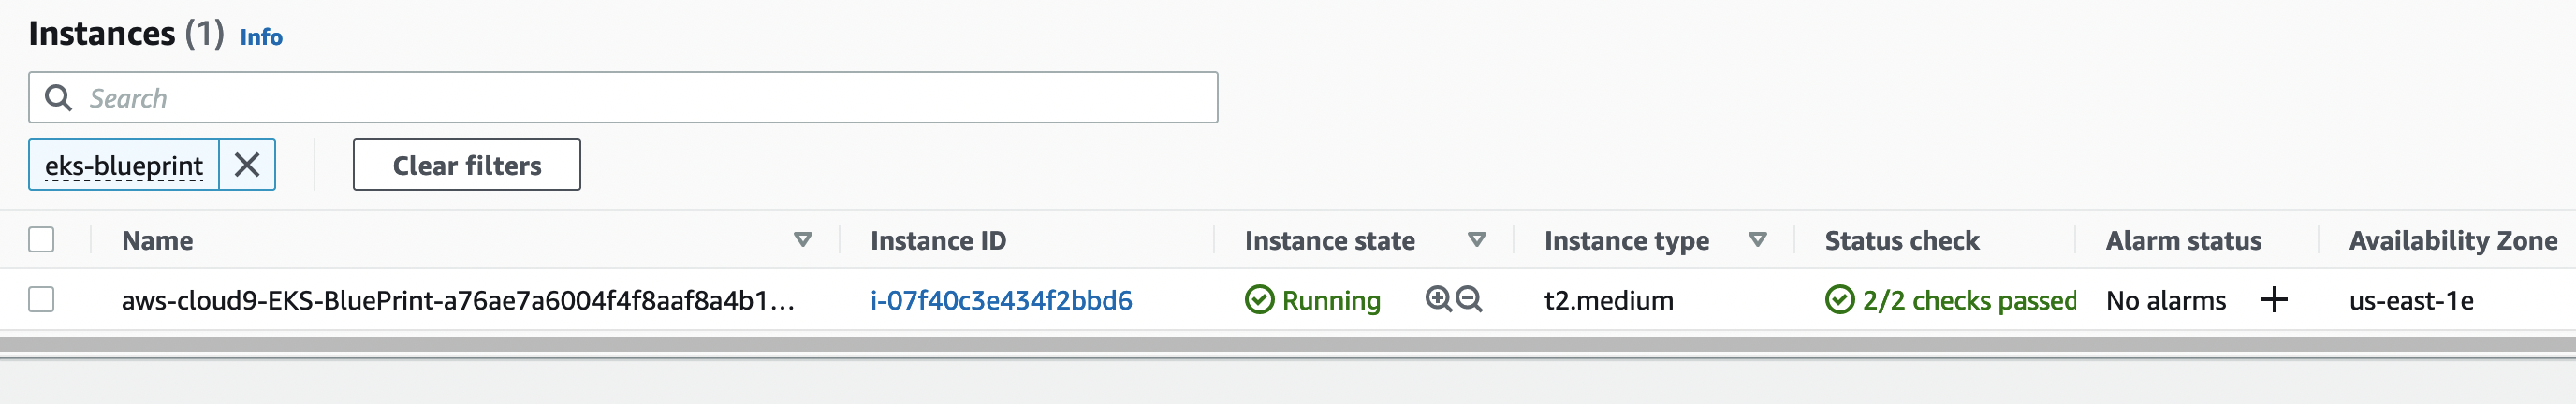 Instances (1) Info
Search
eks-blueprint Clear filters
Name Instance ID Instance state Instance type Status check Alarm status Availability Zone
aws-cloud9-EKS-BluePrint-a76ae7a6004f4f8aaf8a4b1... i-07f40c3e434f2bbd6 Running t2.medium 2/2 checks passed No alarms + us-east-1e